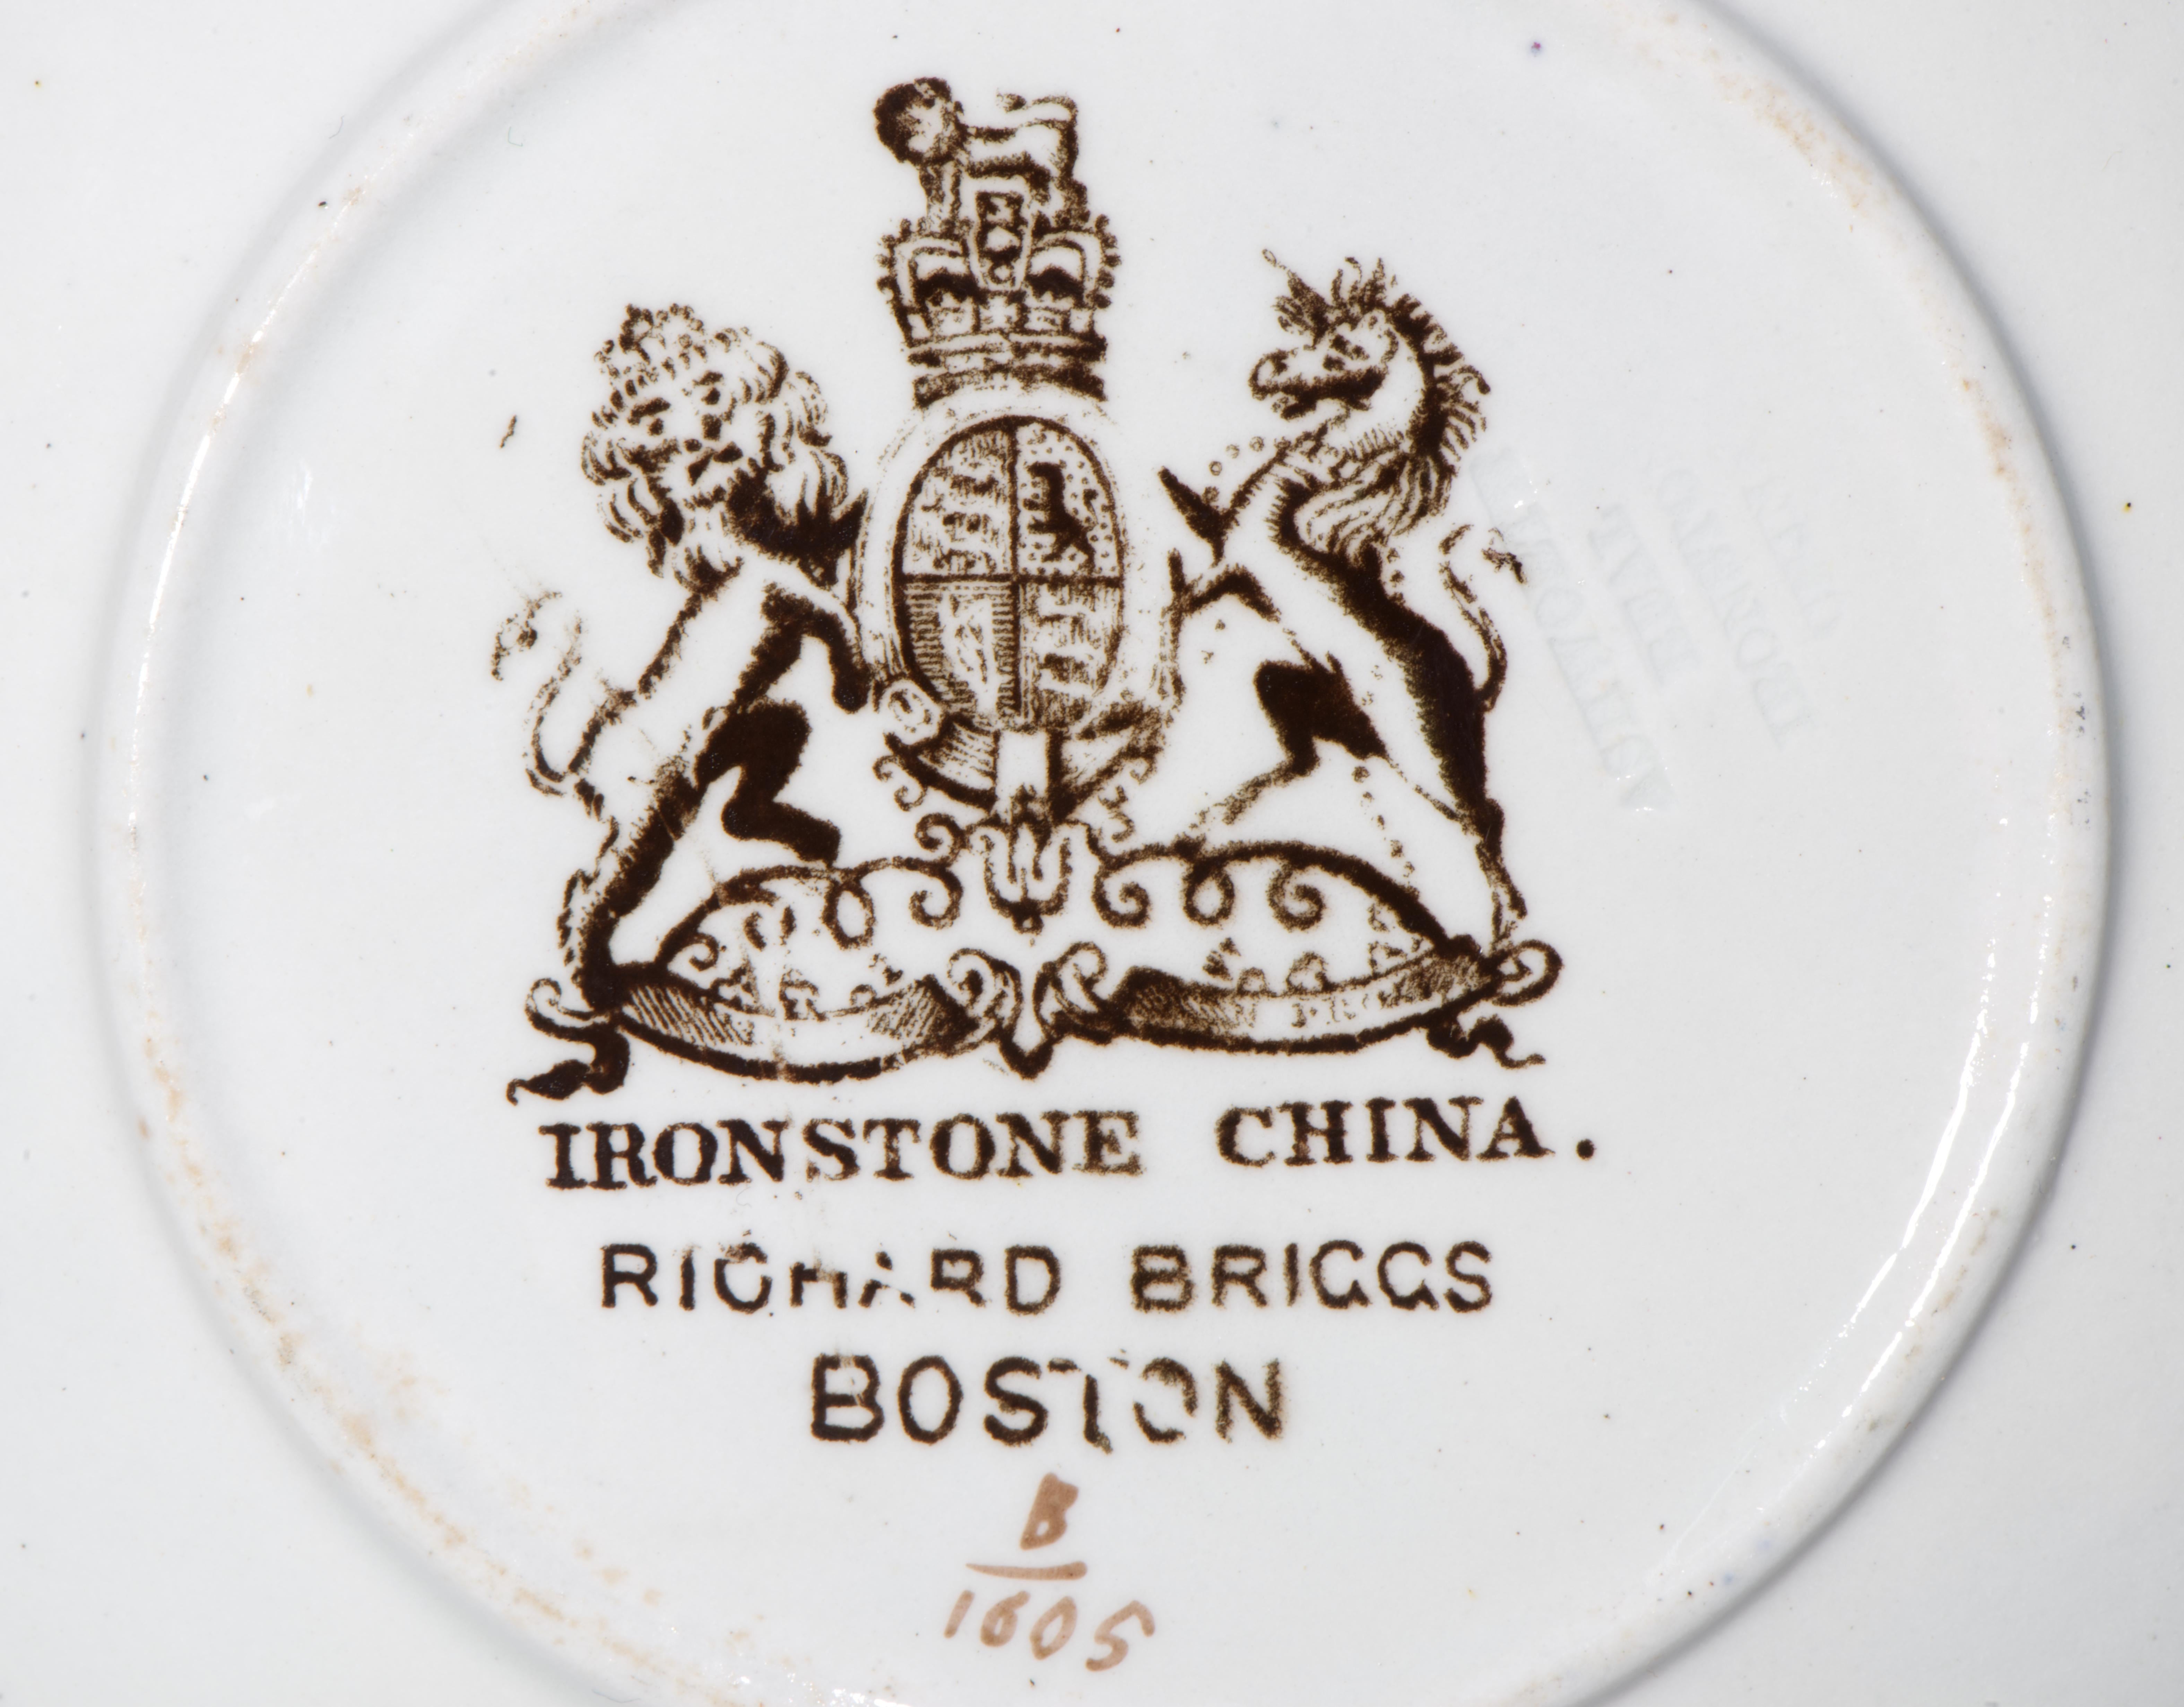 IRONSTONE CHINA.
RICHARD BRIGGS
BOSTON
B
1605